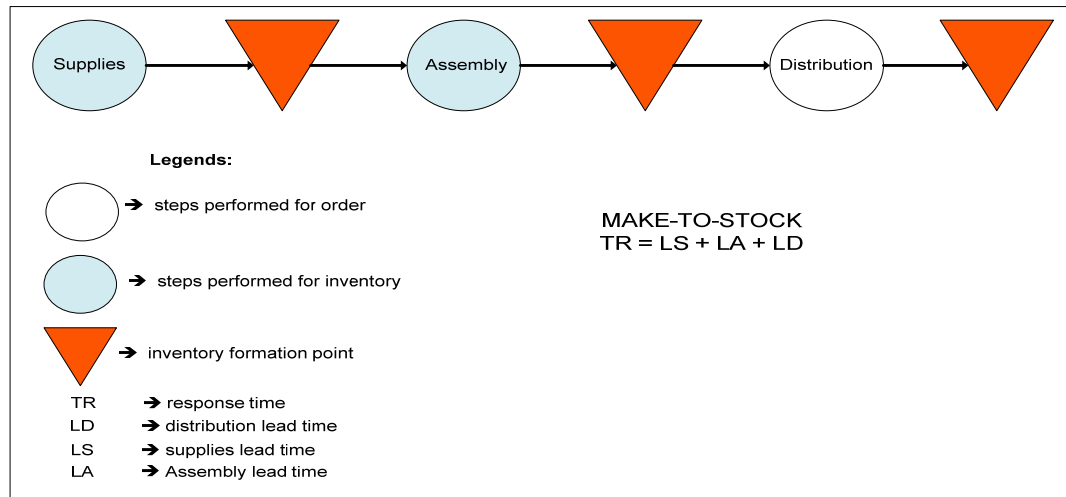 Supplies
Assembly
Distribution
Legends:
➔ steps performed for order
➔ steps performed for inventory
➔ inventory formation point
TR ➔ response time
LD ➔ distribution lead time
LS ➔ supplies lead time
LA ➔ Assembly lead time
MAKE-TO-STOCK
TR = LS + LA + LD